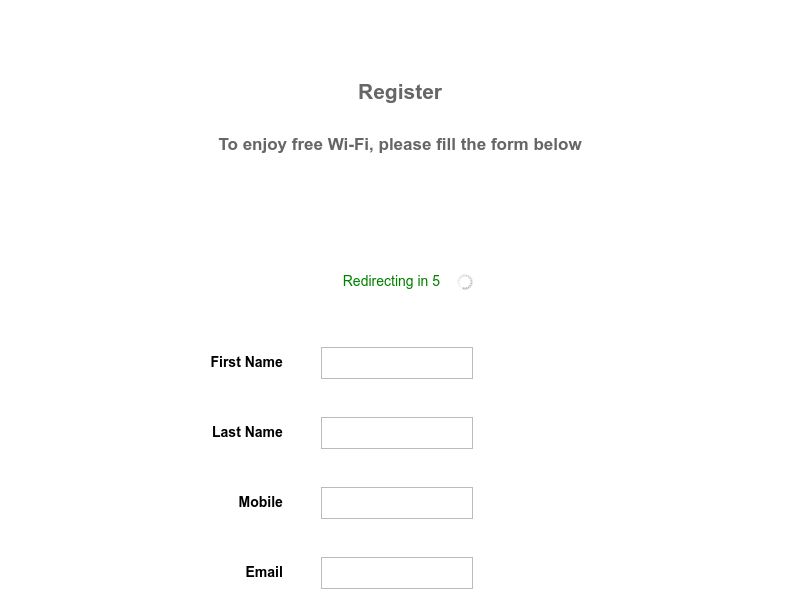 Register
To enjoy free Wi-Fi, please fill the form below
Redirecting in 5
First Name
Last Name
Mobile
Email